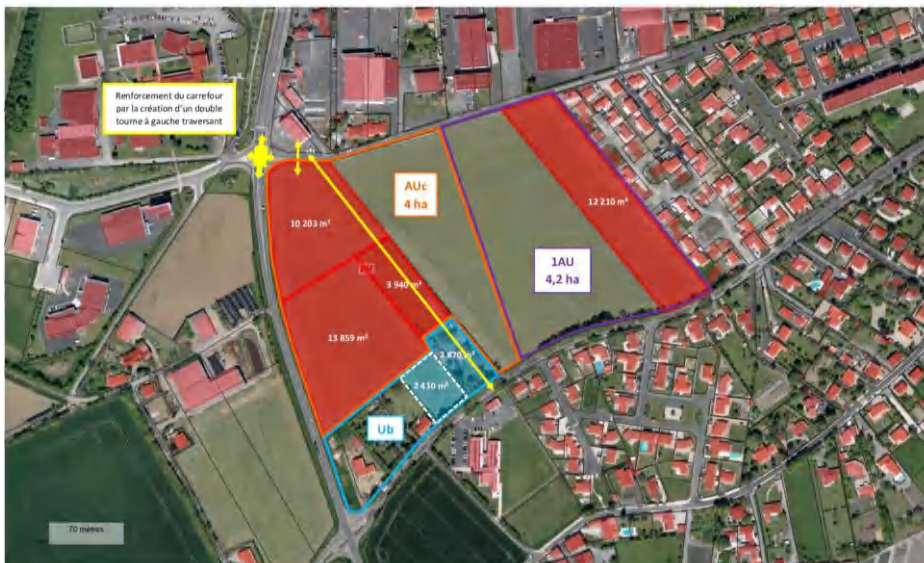 Renforcement du carrefour
par la création d'un double
tourne à gauche traversant
AUc
4 ha
12 210 m²
10 203 m²
1AU
4,2 ha
3 940 m²
13 859 m²
2 870 m²
2 410 m²
Ub
70 mètres